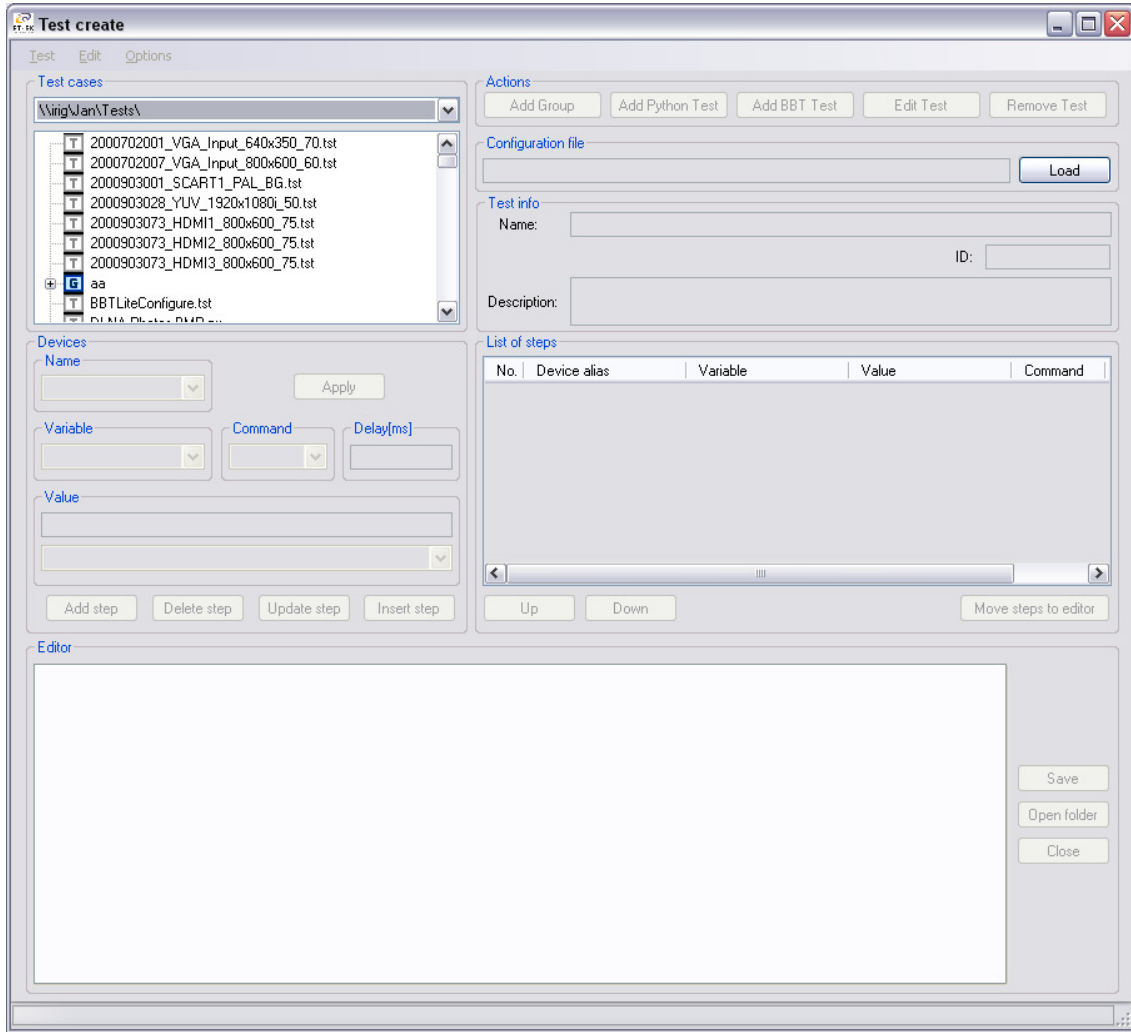 Test create
Test Edit Options
Test cases
\\irig\Jan\Tests\
2000702001_VGA_Input_640x350_70.tst
2000702007_VGA_Input_800x600_60.tst
2000903001_SCART1_PAL_BG.tst
2000903028_YUV_1920x1080i_50.tst
2000903073_HDMI1_800x600_75.tst
2000903073_HDMI2_800x600_75.tst
2000903073_HDMI3_800x600_75.tst
G aa
BBTLiteConfigure.tst
Actions
Add Group Add Python Test Add BBT Test Edit Test Remove Test
Configuration file
Load
Test info
Name:
ID:
Description:
Devices
Name
Apply
Variable Command Delay[ms]
Value
Add step Delete step Update step Insert step
List of steps
No. Device alias Variable Value Command
Up Down Move steps to editor
Editor
Save
Open folder
Close